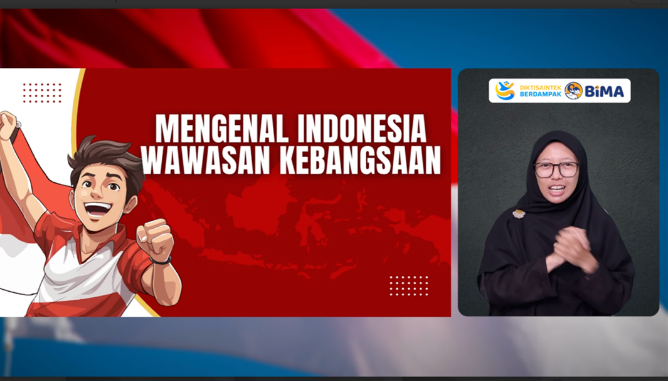 MENGENAL INDONESIA
WAWASAN KEBANGSAAN
DIKTISAINTEK
BERDAMPAK
BIMA